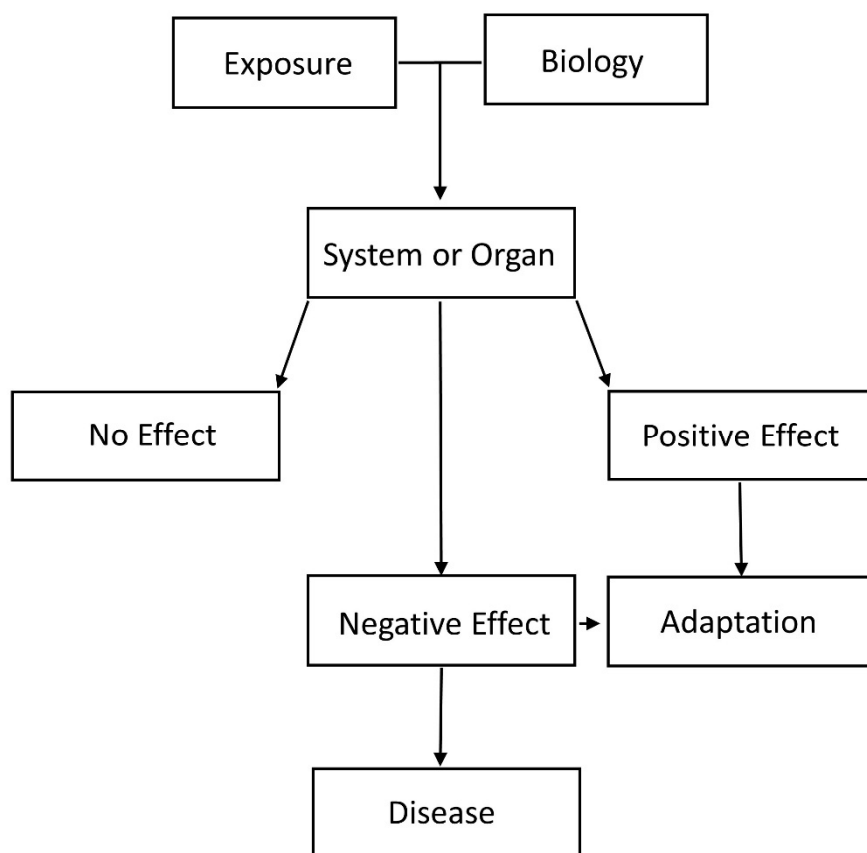 Exposure
Biology
System or Organ
No Effect
Positive Effect
Negative Effect
Adaptation
Disease